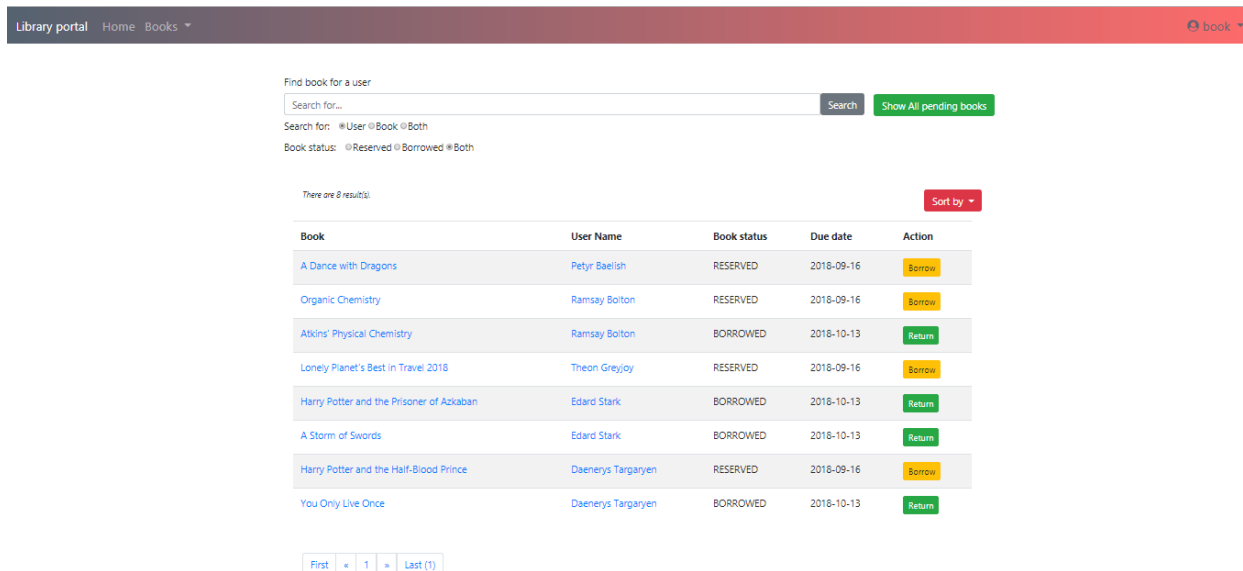 Library portal Home Books book
Find book for a user
Search for... Search Show All pending books
Search for: User Book Both
Book status: Reserved Borrowed Both
There are 8 result(s). Sort by
Book User Name Book status Due date Action
A Dance with Dragons Petyr Baelish RESERVED 2018-09-16 Borrow
Organic Chemistry Ramsay Bolton RESERVED 2018-09-16 Borrow
Atkins' Physical Chemistry Ramsay Bolton BORROWED 2018-10-13 Return
Lonely Planet's Best in Travel 2018 Theon Greyjoy RESERVED 2018-09-16 Borrow
Harry Potter and the Prisoner of Azkaban Edard Stark BORROWED 2018-10-13 Return
A Storm of Swords Edard Stark BORROWED 2018-10-13 Return
Harry Potter and the Half-Blood Prince Daenerys Targaryen RESERVED 2018-09-16 Borrow
You Only Live Once Daenerys Targaryen BORROWED 2018-10-13 Return
First « 1 » Last (1)